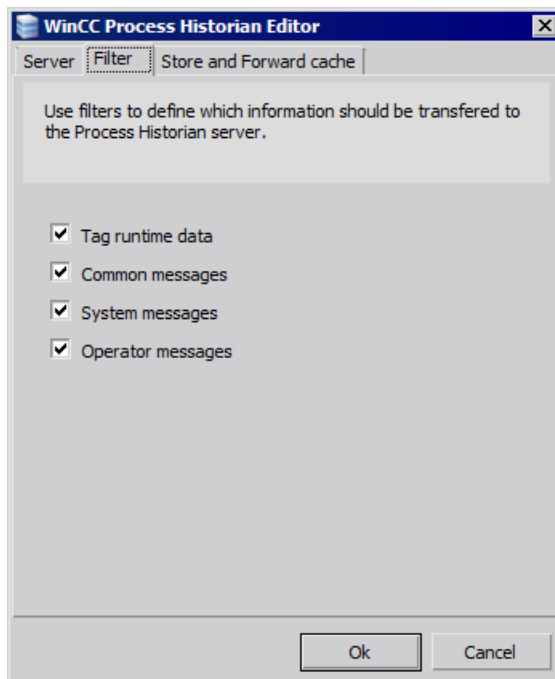 WinCC Process Historian Editor
Server Filter Store and Forward cache
Use filters to define which information should be transfered to
the Process Historian server.
Tag runtime data
Common messages
System messages
Operator messages
Ok Cancel